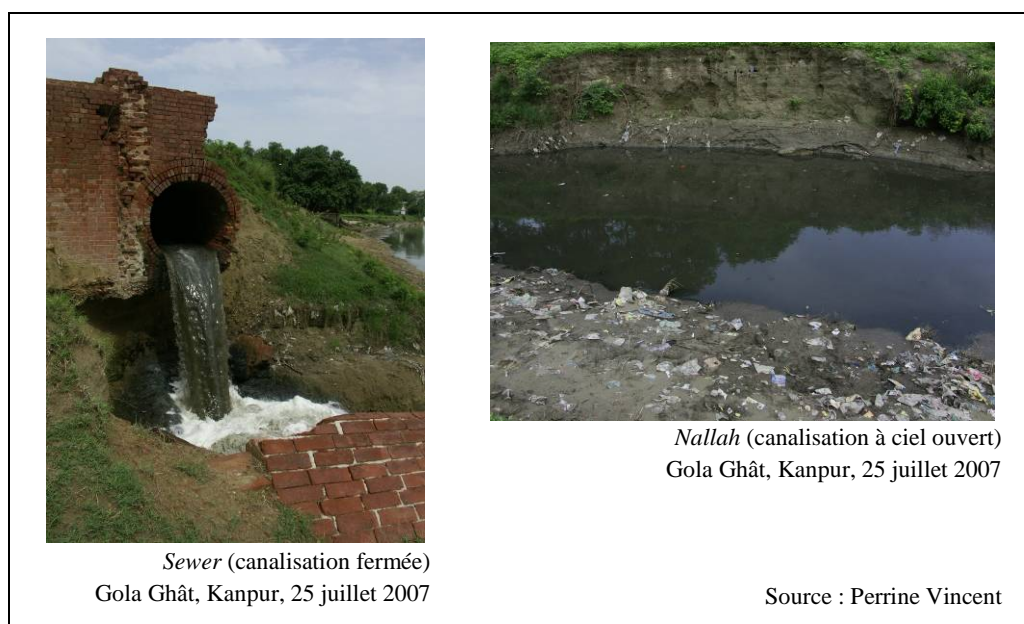 Sewer (canalisation fermée)
Gola Ghât, Kanpur, 25 juillet 2007
Nallah (canalisation à ciel ouvert)
Gola Ghât, Kanpur, 25 juillet 2007
Source : Perrine Vincent